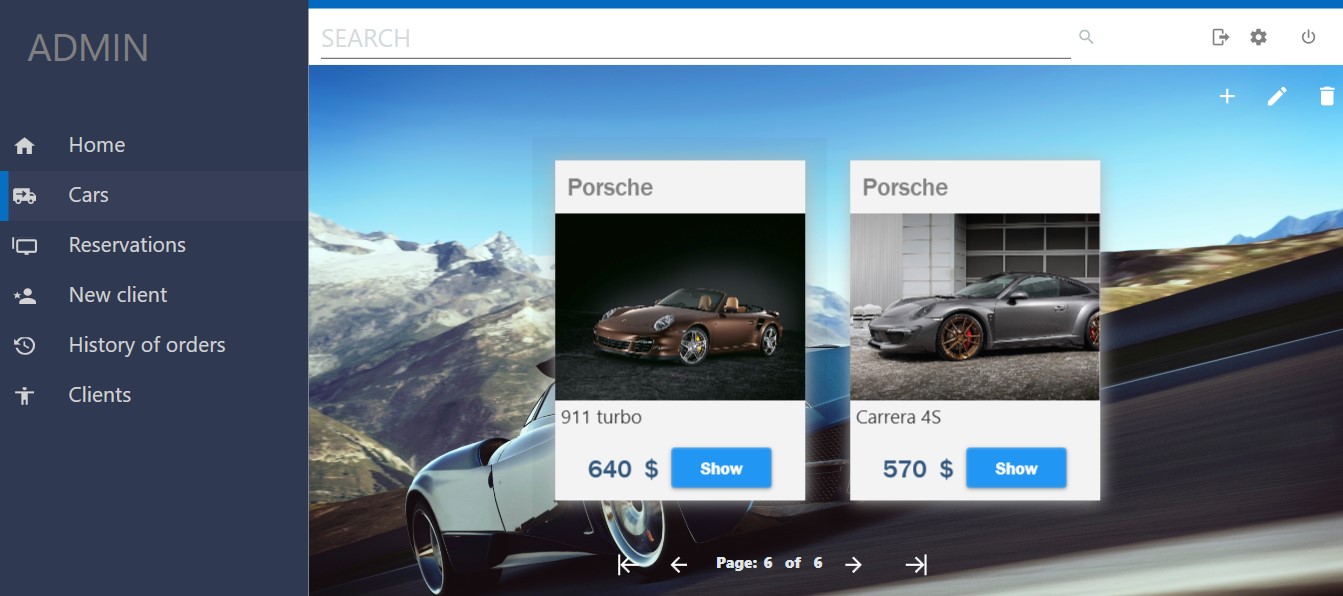 ADMIN
SEARCH
Home
Cars
Reservations
New client
History of orders
Clients
Porsche
911 turbo
640 $ Show
Porsche
Carrera 4S
570 $ Show
Page: 6 of 6